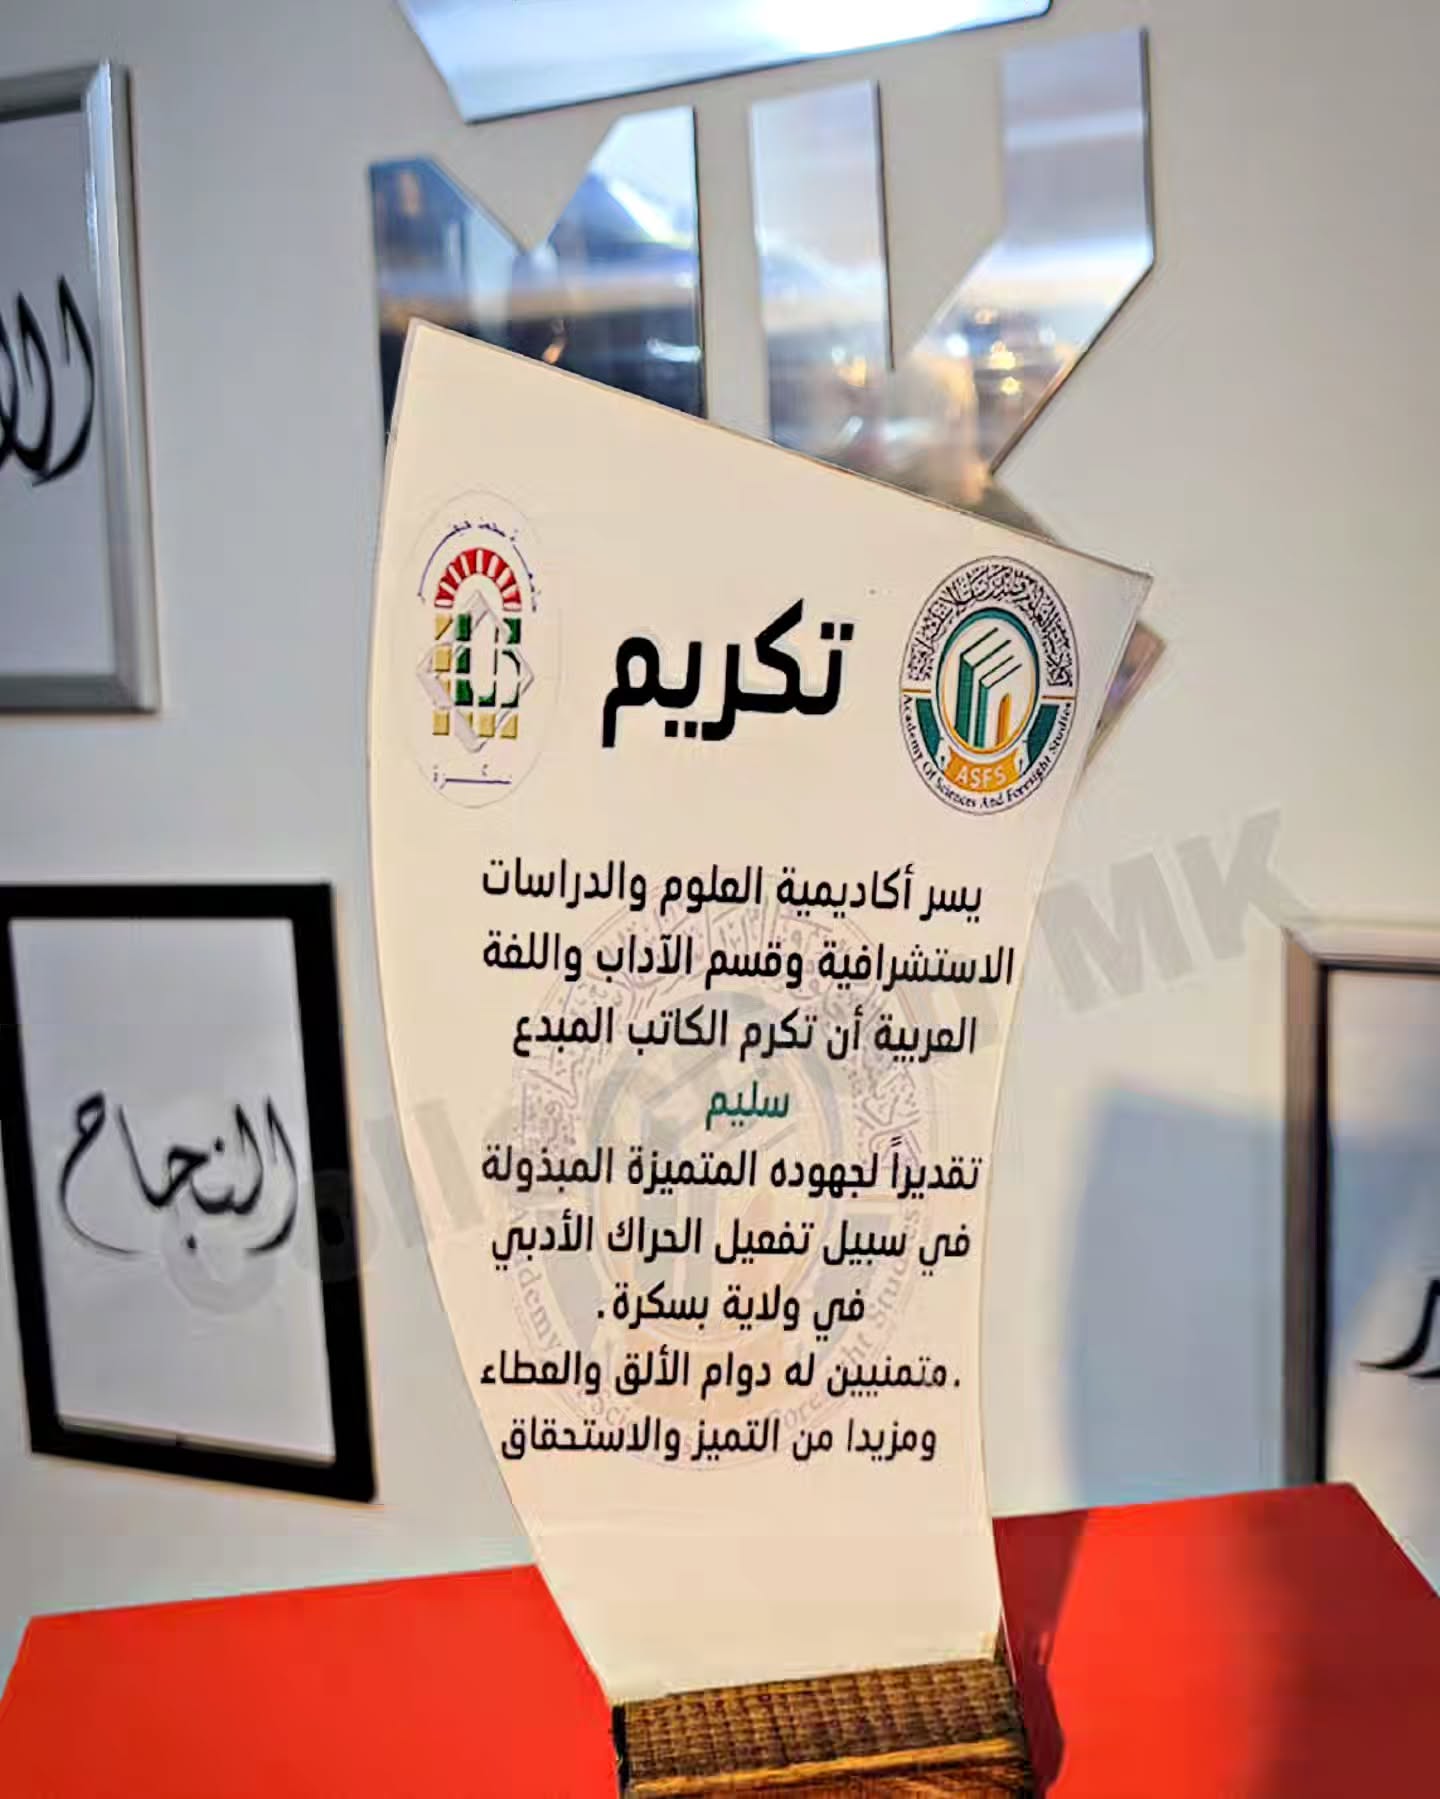 تكريم
Academy Of Sciences And Foresight Studies
ASFS
بسكرة
يسر أكاديمية العلوم والدراسات
الاستشرافية وقسم الآداب واللغة
العربية أن تكرم الكاتب المبدع
سليم
تقديراً لجهوده المتميزة المبذولة
في سبيل تفعيل الحراك الأدبي
في ولاية بسكرة.
.متمنيين له دوام الألق والعطاء
ومزيدا من التميز والاستحقاق
النجاح
MK